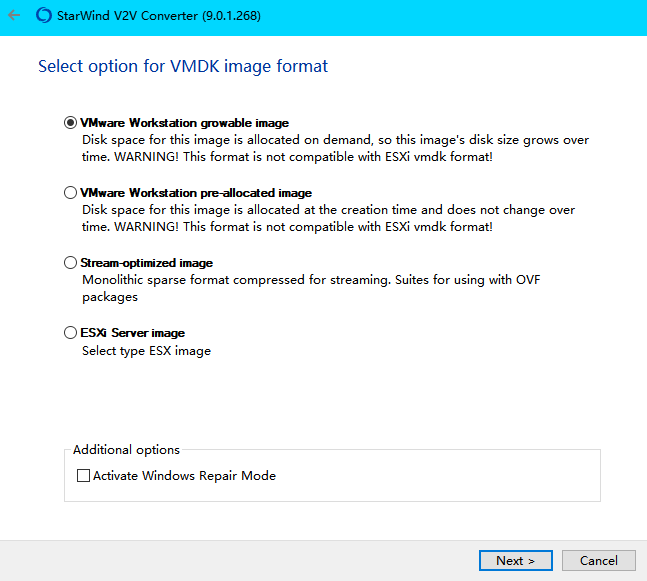 StarWind V2V Converter (9.0.1.268)
Select option for VMDK image format
VMware Workstation growable image
Disk space for this image is allocated on demand, so this image's disk size grows over
time. WARNING! This format is not compatible with ESXi vmdk format!
VMware Workstation pre-allocated image
Disk space for this image is allocated at the creation time and does not change over
time. WARNING! This format is not compatible with ESXi vmdk format!
Stream-optimized image
Monolithic sparse format compressed for streaming. Suites for using with OVF
packages
ESXi Server image
Select type ESX image
Additional options
Activate Windows Repair Mode
Next > Cancel